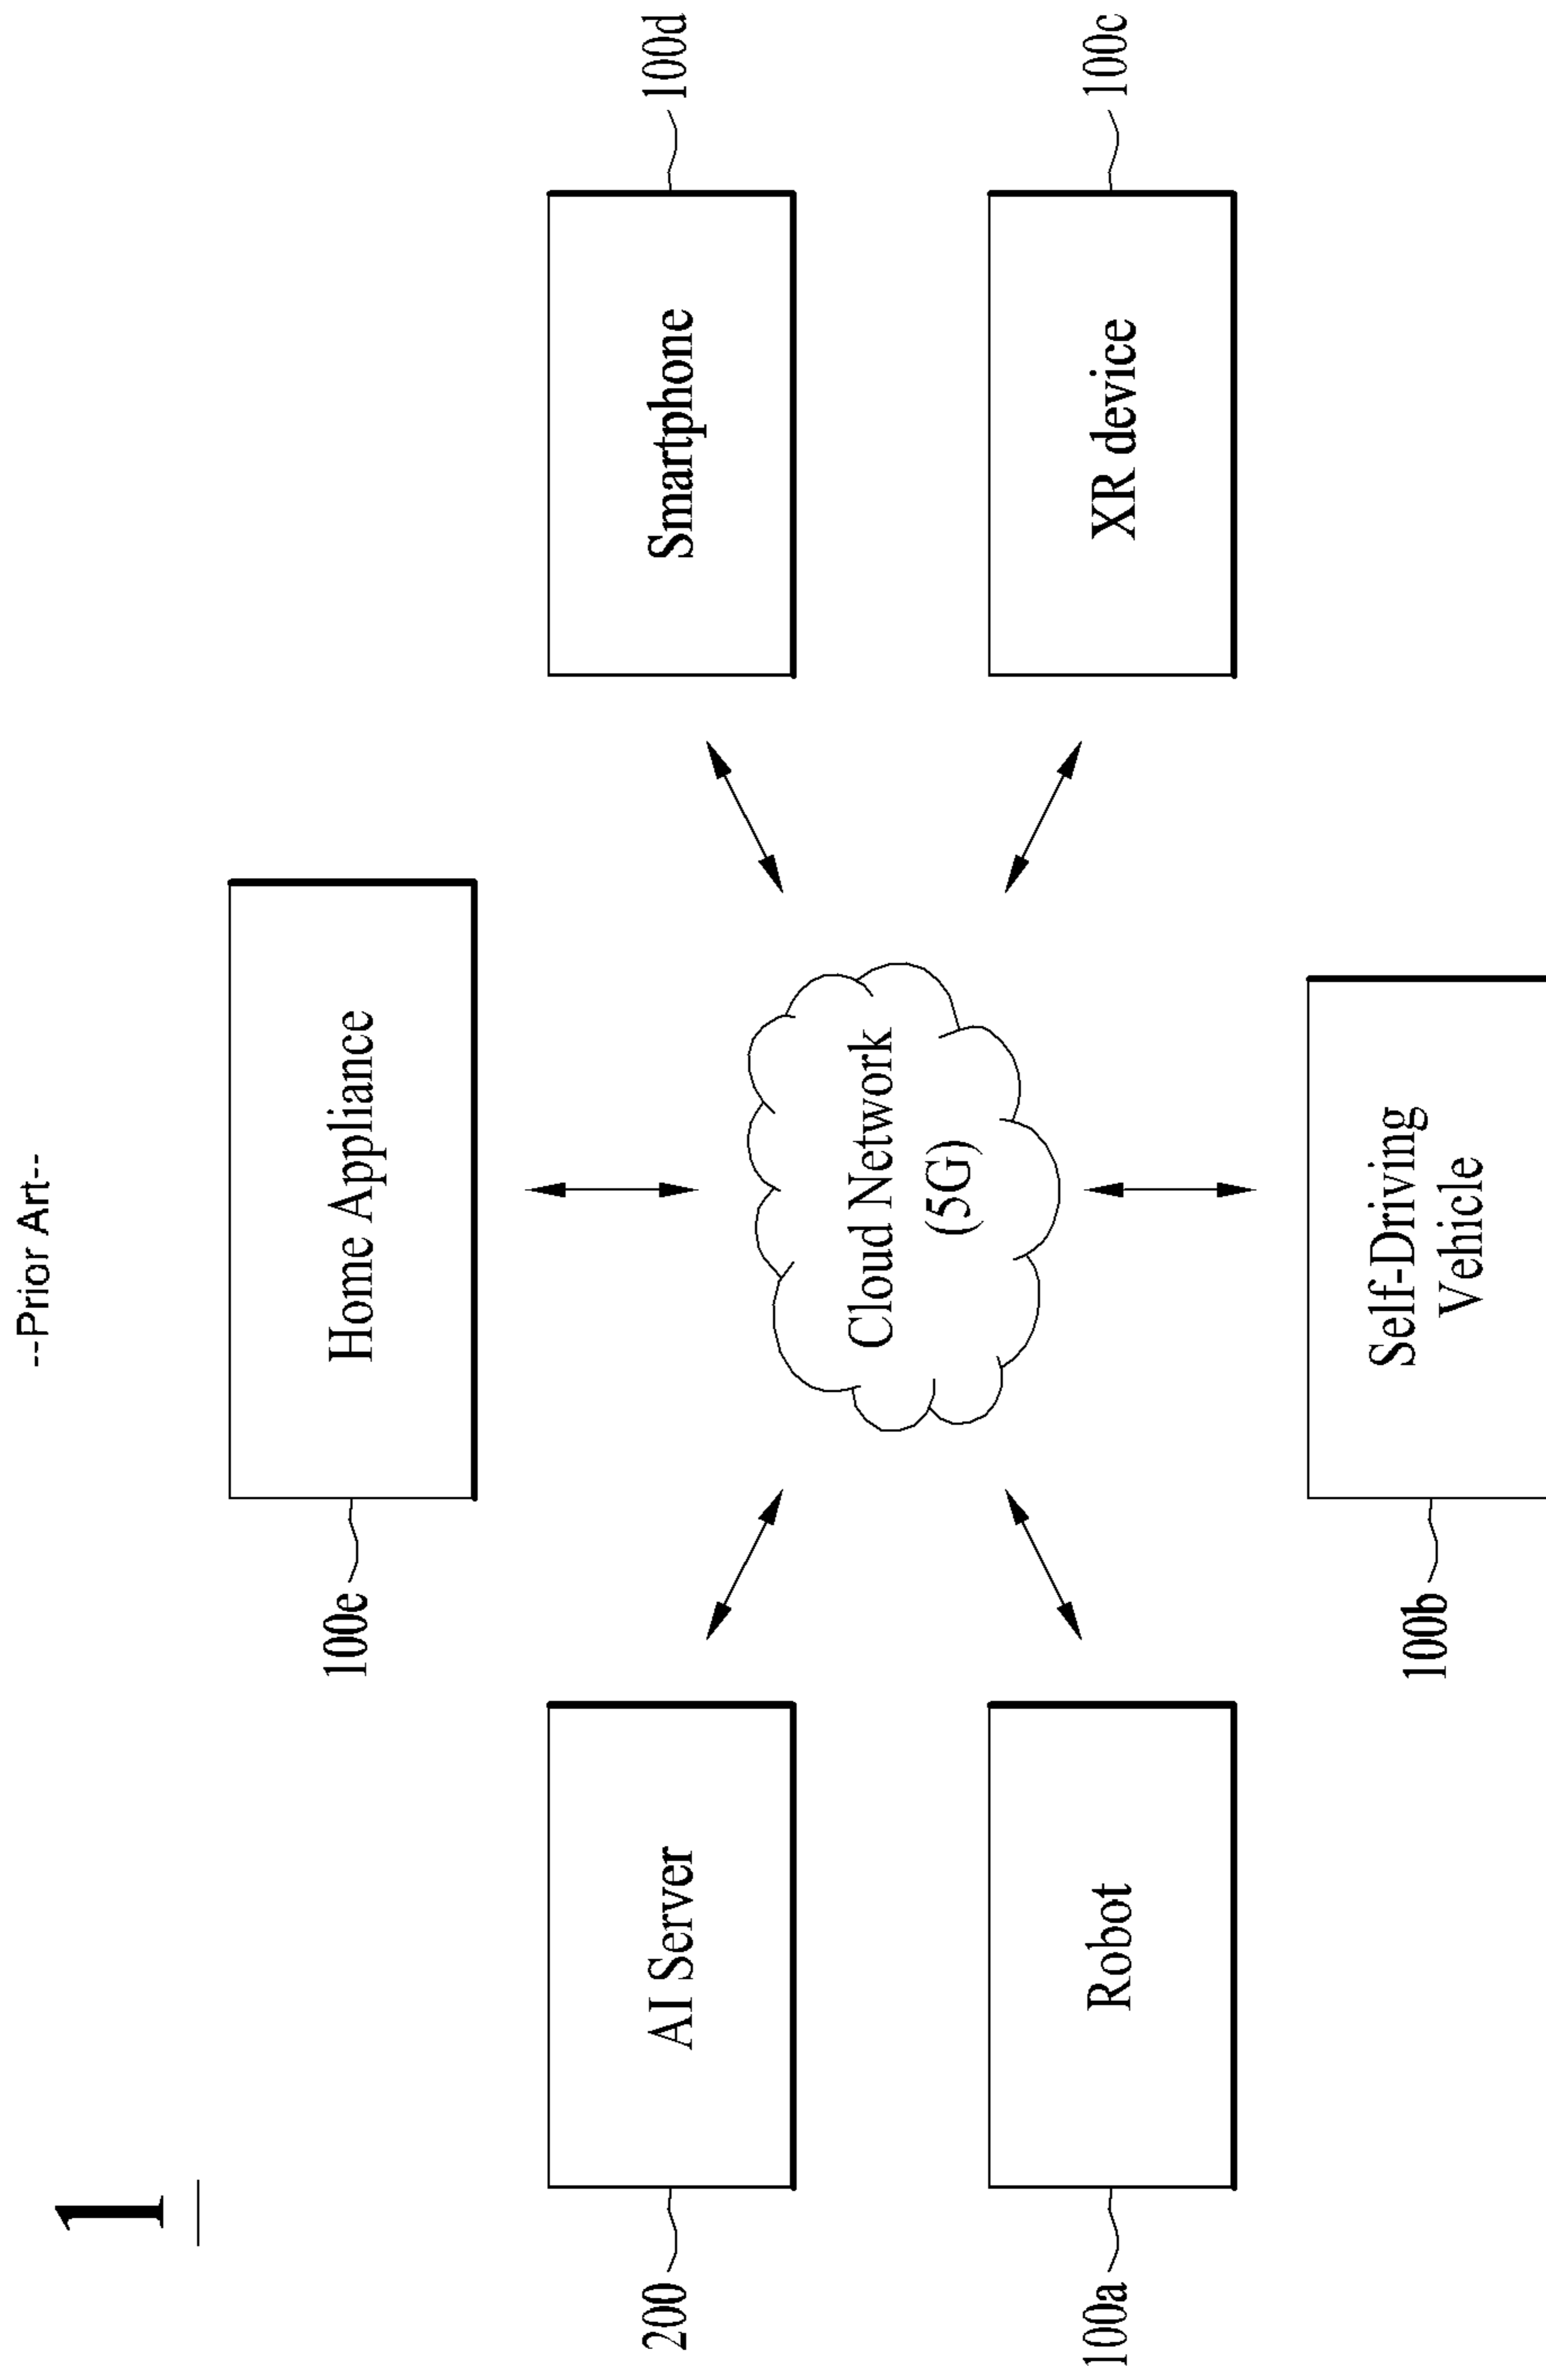 --Prior Art--
1
100e
Home Appliance
200
AI Server
Smartphone
100d
Cloud Network
(5G)
100a
Robot
XR device
100c
100b
Self-Driving
Vehicle